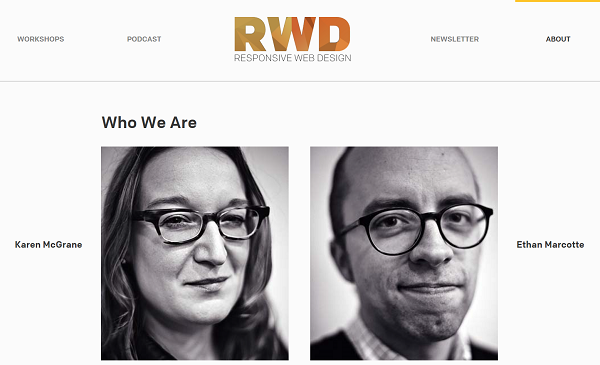 WORKSHOPS
PODCAST
RWD
RESPONSIVE WEB DESIGN
NEWSLETTER
ABOUT
Who We Are
Karen McGrane
Ethan Marcotte